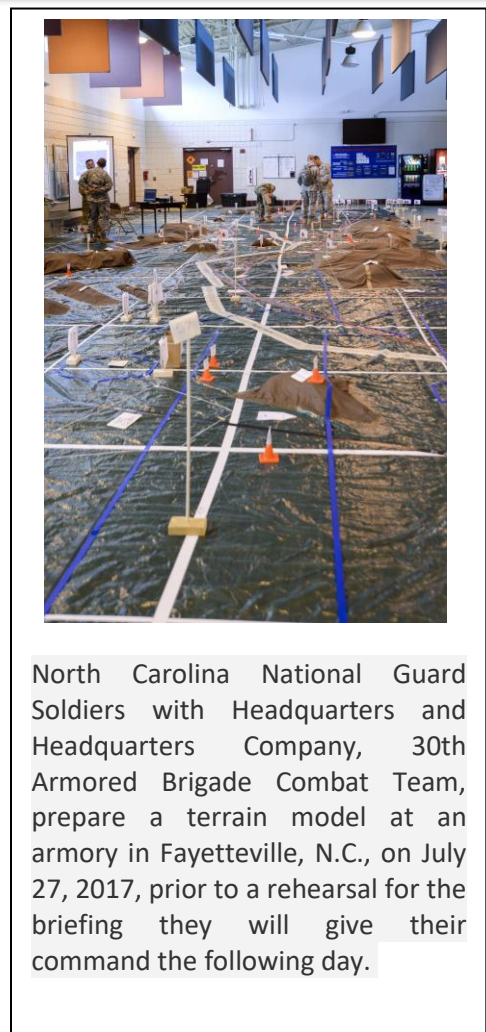 North Carolina National Guard
Soldiers with Headquarters and
Headquarters Company, 30th
Armored Brigade Combat Team,
prepare a terrain model at an
armory in Fayetteville, N.C., on July
27, 2017, prior to a rehearsal for the
briefing they will give their
command the following day.